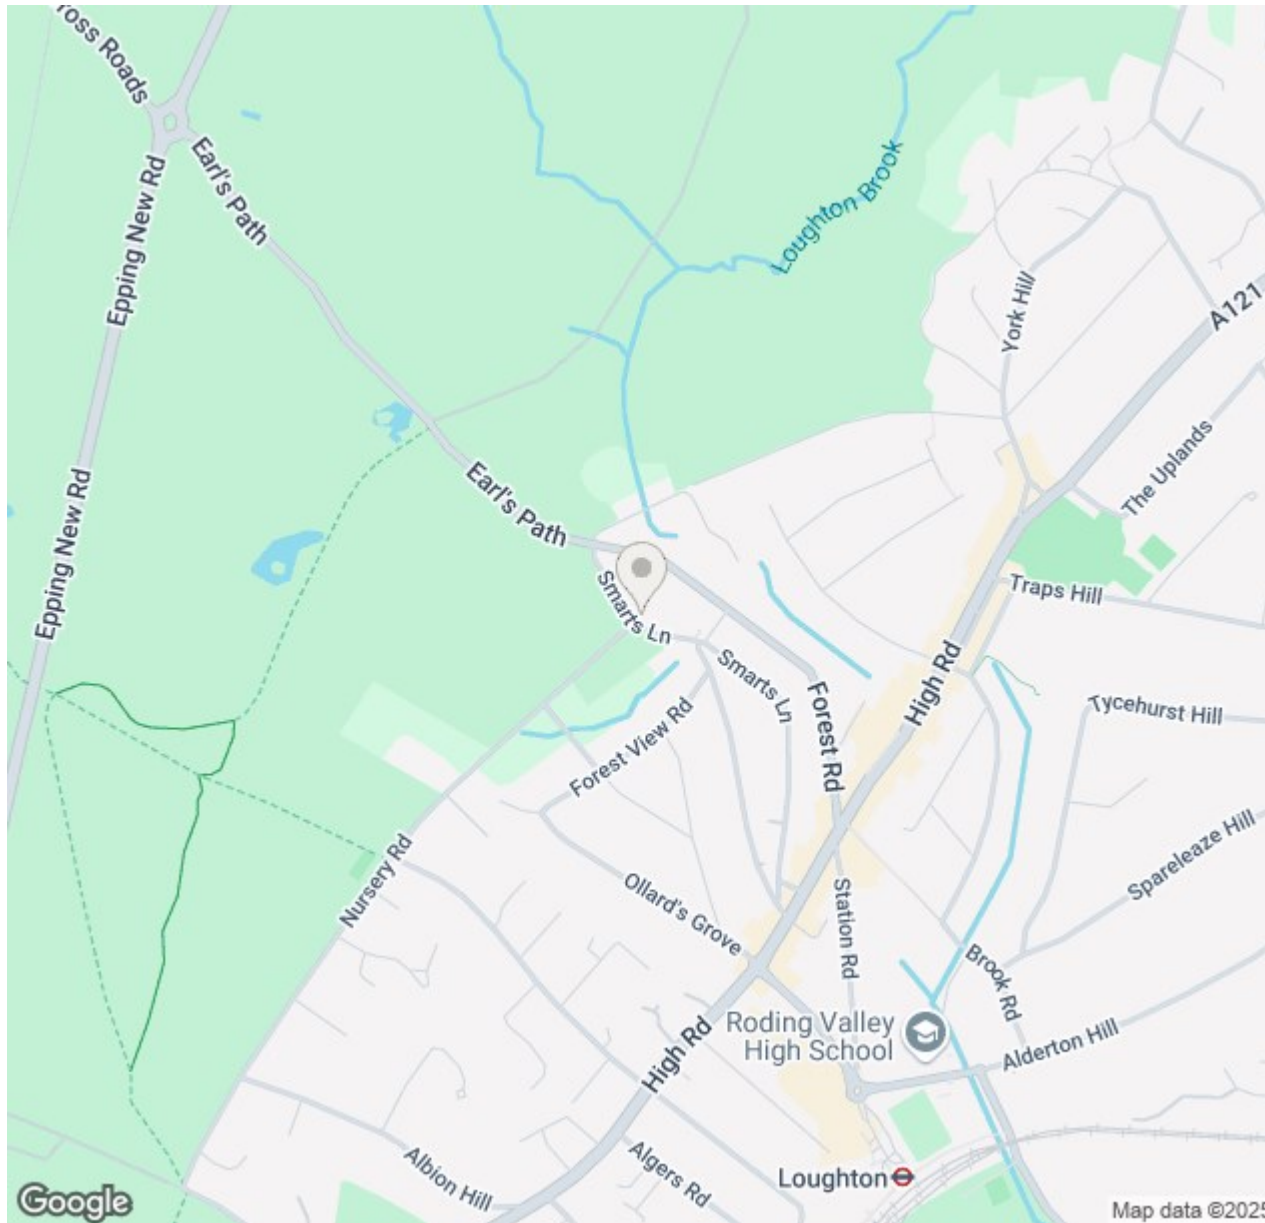 ross Roads
Earl's Path
Epping New Rd
Loughton Brook
York Hill
A121
The Uplands
Epping New Rd
Earl's Path
Smarts Ln
Traps Hill
Smarts Ln
High Rd
Tycehurst Hill
Forest Rd
Forest View Rd
Spareleaze Hill
Nursery Rd
Ollard's Grove
Station Rd
Brook Rd
Roding Valley
High School
High Rd
Alderton Hill
Albion Hill
Algers Rd
Loughton
Google
Map data ©2025